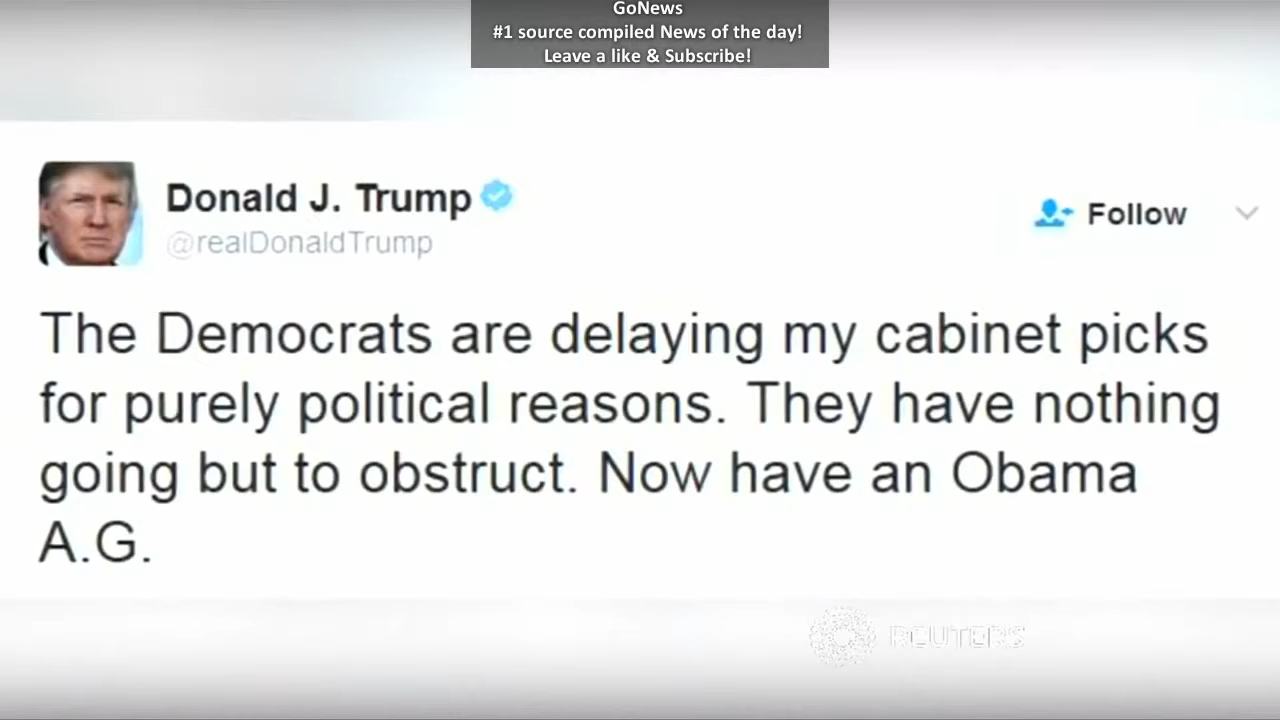 GoNews
#1 source compiled News of the day!
Leave a like & Subscribe!
Donald J. Trump
@realDonaldTrump
Follow
The Democrats are delaying my cabinet picks
for purely political reasons. They have nothing
going but to obstruct. Now have an Obama
A.G.
REUTERS